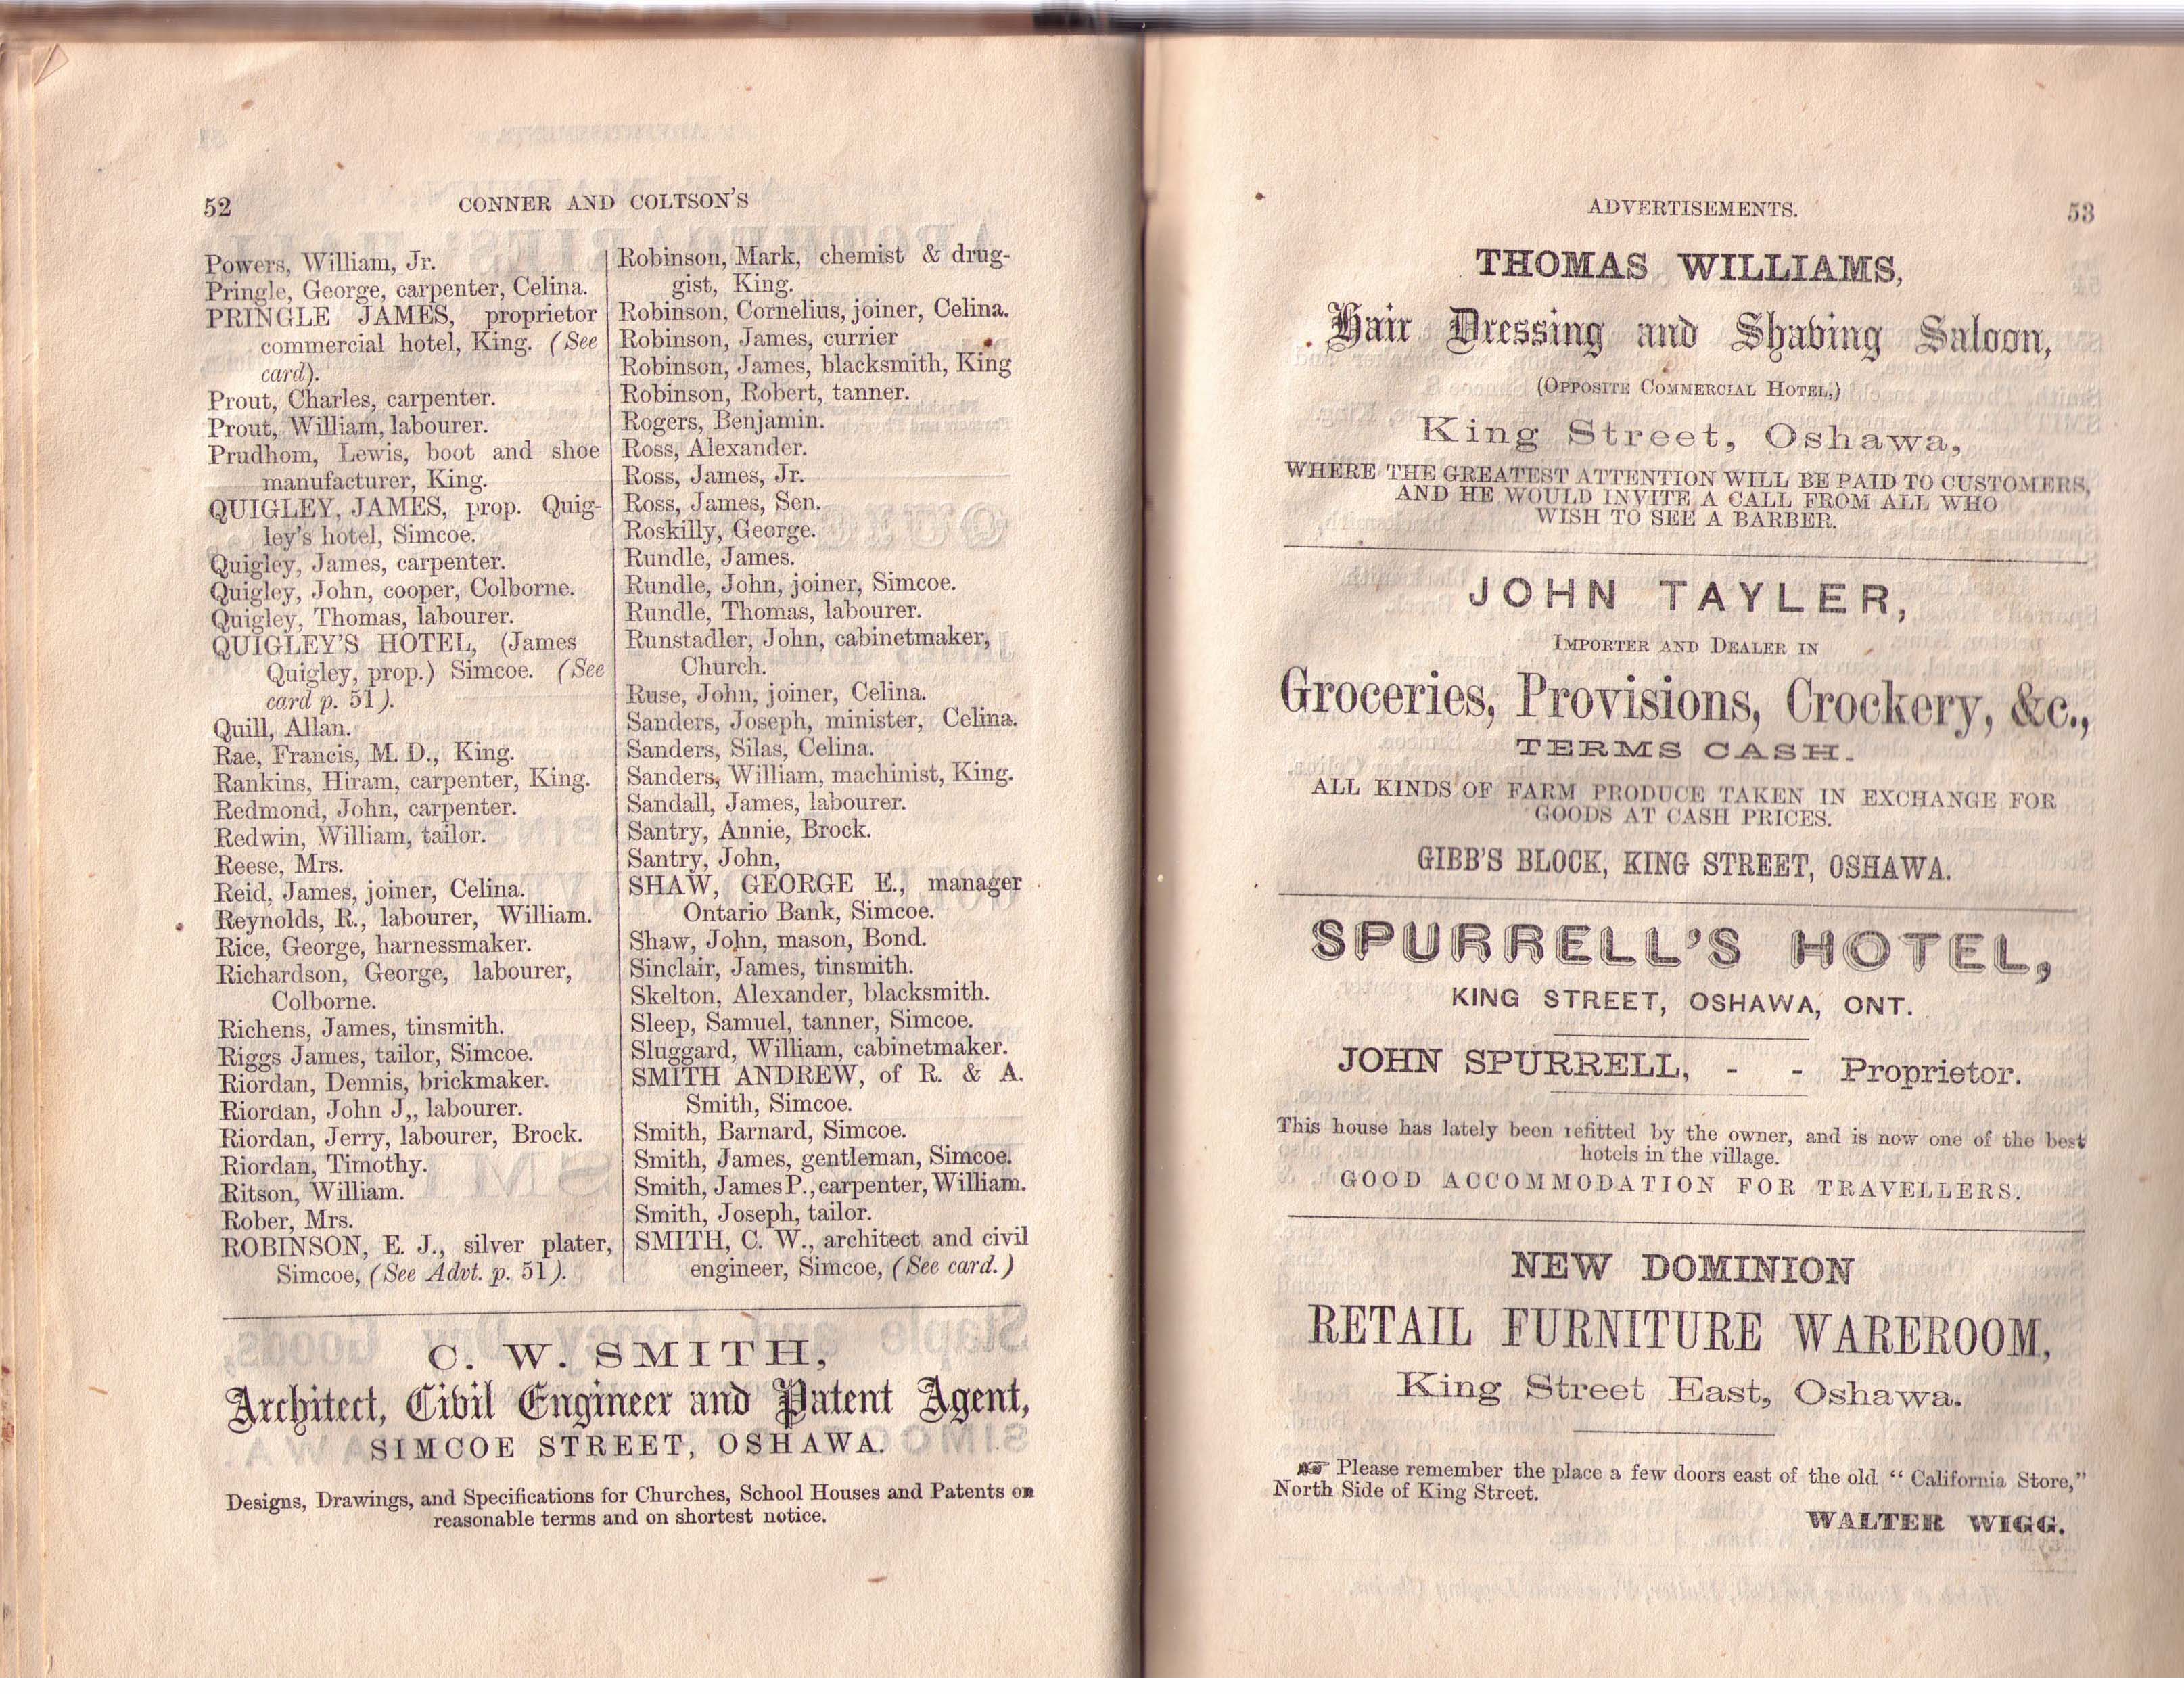 52
CONNER AND COLTSON'S
Powers, William, Jr.
Pringle, George, carpenter, Celina.
PRINGLE JAMES, proprietor
commercial hotel, King. (See
card).
Prout, Charles, carpenter.
Prout, William, labourer.
Prudhom, Lewis, boot and shoe
manufacturer, King.
QUIGLEY, JAMES, prop. Quig-
ley's hotel, Simcoe.
Quigley, James, carpenter.
Quigley, John, cooper, Colborne.
Quigley, Thomas, labourer.
QUIGLEY'S HOTEL, (James
Quigley, prop.) Simcoe. (See
card p. 51).
Quill, Allan.
Rae, Francis, M. D., King.
Rankins, Hiram, carpenter, King.
Redmond, John, carpenter.
Redwin, William, tailor.
Reese, Mrs.
Reid, James, joiner, Celina.
Reynolds, R., labourer, William.
Rice, George, harnessmaker.
Richardson, George, labourer,
Colborne.
Richens, James, tinsmith.
Riggs James, tailor, Simcoe.
Riordan, Dennis, brickmaker.
Riordan, John J,, labourer.
Riordan, Jerry, labourer, Brock.
Riordan, Timothy.
Ritson, William.
Rober, Mrs.
ROBINSON, E. J., silver plater,
Simcoe, (See Advt. p. 51).
Robinson, Mark, chemist & drug-
gist, King.
Robinson, Cornelius, joiner, Celina.
Robinson, James, currier
Robinson, James, blacksmith, King
Robinson, Robert, tanner.
Rogers, Benjamin.
Ross, Alexander.
Ross, James, Jr.
Ross, James, Sen.
Roskilly, George.
Rundle, James.
Rundle, John, joiner, Simcoe.
Rundle, Thomas, labourer.
Runstadler, John, cabinetmaker,
Church.
Ruse, John, joiner, Celina.
Sanders, Joseph, minister, Celina.
Sanders, Silas, Celina.
Sanders, William, machinist, King.
Sandall, James, labourer.
Santry, Annie, Brock.
Santry, John,
SHAW, GEORGE E., manager
Ontario Bank, Simcoe.
Shaw, John, mason, Bond.
Sinclair, James, tinsmith.
Skelton, Alexander, blacksmith.
Sleep, Samuel, tanner, Simcoe.
Sluggard, William, cabinetmaker.
SMITH ANDREW, of R. & A.
Smith, Simcoe.
Smith, Barnard, Simcoe.
Smith, James, gentleman, Simcoe.
Smith, James P., carpenter, William.
Smith, Joseph, tailor.
SMITH, C. W., architect and civil
engineer, Simcoe, (See card.)
C. W. SMITH,
Architect, Civil Engineer and Patent Agent,
SIMCOE STREET, OSHAWA.
Designs, Drawings, and Specifications for Churches, School Houses and Patents on
reasonable terms and on shortest notice.
ADVERTISEMENTS.
53
THOMAS WILLIAMS,
Hair Dressing and Shaving Saloon,
(OPPOSITE COMMERCIAL HOTEL,)
King Street, Oshawa,
WHERE THE GREATEST ATTENTION WILL BE PAID TO CUSTOMERS,
AND HE WOULD INVITE A CALL FROM ALL WHO
WISH TO SEE A BARBER.
JOHN TAYLER,
IMPORTER AND DEALER IN
Groceries, Provisions, Crockery, &c.,
TERMS CASH.
ALL KINDS OF FARM PRODUCE TAKEN IN EXCHANGE FOR
GOODS AT CASH PRICES.
GIBB'S BLOCK, KING STREET, OSHAWA.
SPURRELL'S HOTEL,
KING STREET, OSHAWA, ONT.
JOHN SPURRELL, - - Proprietor.
This house has lately been refitted by the owner, and is now one of the best
hotels in the village.
GOOD ACCOMMODATION FOR TRAVELLERS.
NEW DOMINION
RETAIL FURNITURE WAREROOM,
King Street East, Oshawa.
☞ Please remember the place a few doors east of the old "California Store,"
North Side of King Street.
WALTER WIGG.